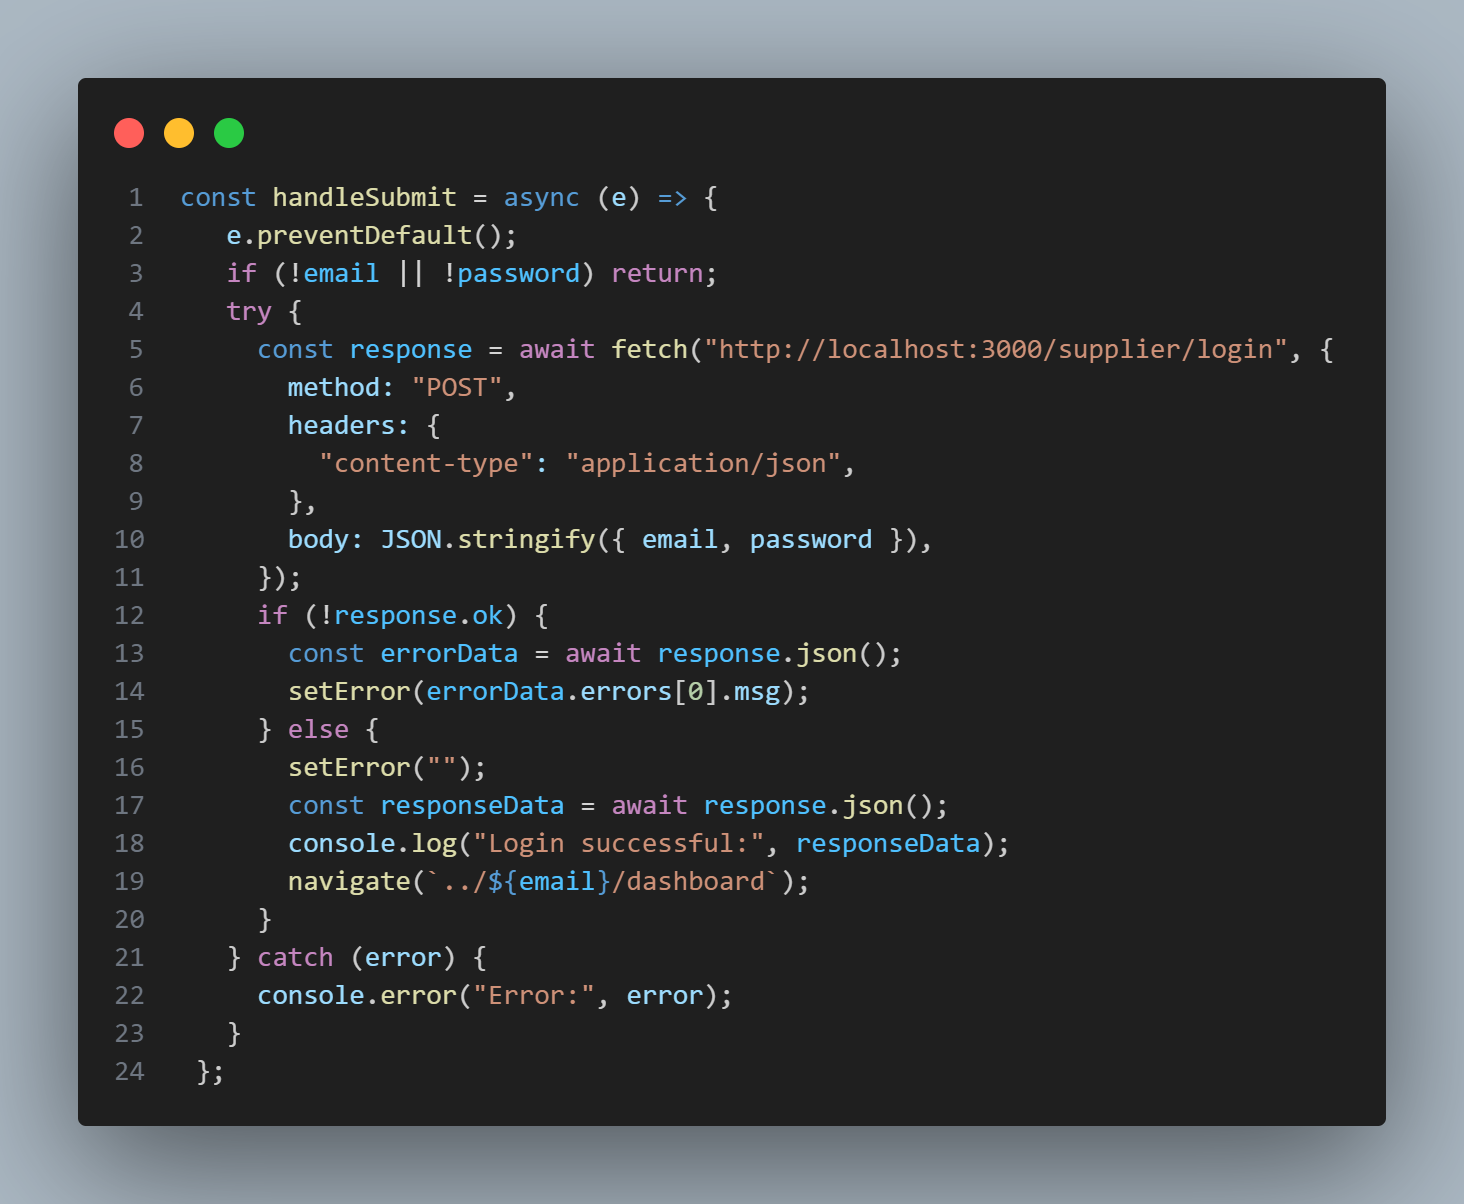 1 const handleSubmit = async (e) => {
2 e.preventDefault();
3 if (!email || !password) return;
4 try {
5 const response = await fetch("http://localhost:3000/supplier/login", {
6 method: "POST",
7 headers: {
8 "content-type": "application/json",
9 },
10 body: JSON.stringify({ email, password }),
11 });
12 if (!response.ok) {
13 const errorData = await response.json();
14 setError(errorData.errors[0].msg);
15 } else {
16 setError("");
17 const responseData = await response.json();
18 console.log("Login successful:", responseData);
19 navigate(`../${email}/dashboard`);
20 }
21 } catch (error) {
22 console.error("Error:", error);
23 }
24 };